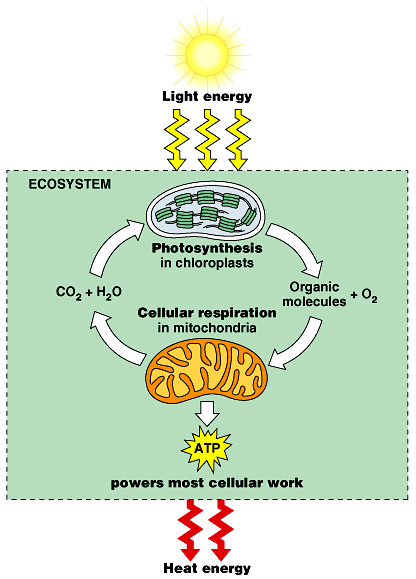 Light energy
ECOSYSTEM
Photosynthesis
in chloroplasts
CO₂ + H₂O
Organic
molecules + O₂
Cellular respiration
in mitochondria
ATP
powers most cellular work
Heat energy